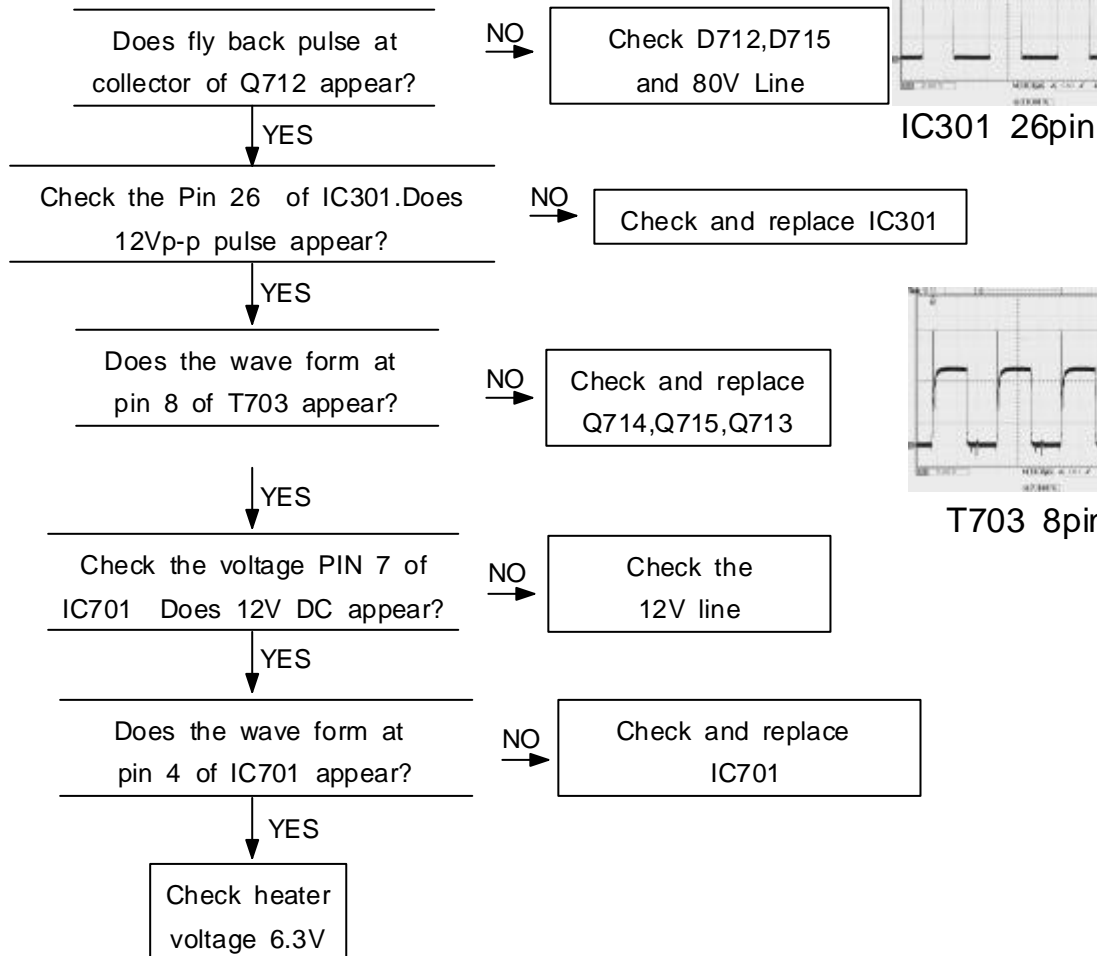 Does fly back pulse at
collector of Q712 appear?
NO
Check D712,D715
and 80V Line
IC301 26pin
YES
Check the Pin 26 of IC301.Does
12Vp-p pulse appear?
NO
Check and replace IC301
YES
Does the wave form at
pin 8 of T703 appear?
NO
Check and replace
Q714,Q715,Q713
T703 8pin
YES
Check the voltage PIN 7 of
IC701 Does 12V DC appear?
NO
Check the
12V line
YES
Does the wave form at
pin 4 of IC701 appear?
NO
Check and replace
IC701
YES
Check heater
voltage 6.3V